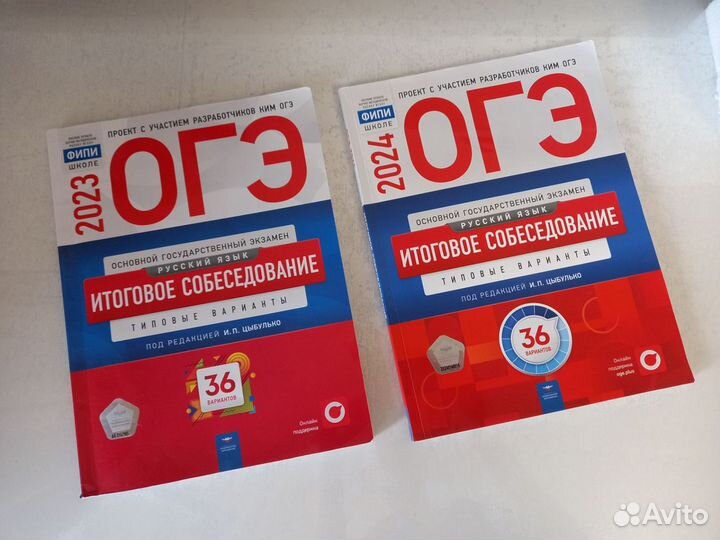 ПРОЕКТ С УЧАСТИЕМ РАЗРАБОТЧИКОВ КИМ ОГЭ
ФИПИ
ШКОЛЕ
2023
ОГЭ
ОСНОВНОЙ ГОСУДАРСТВЕННЫЙ ЭКЗАМЕН
РУССКИЙ ЯЗЫК
ИТОГОВОЕ СОБЕСЕДОВАНИЕ
ТИПОВЫЕ ВАРИАНТЫ
ПОД РЕДАКЦИЕЙ И.П. ЦЫБУЛЬКО
36
ВАРИАНТОВ
Онлайн
поддержка
ПРОЕКТ С УЧАСТИЕМ РАЗРАБОТЧИКОВ КИМ ОГЭ
ФИПИ
ШКОЛЕ
2024
ОГЭ
ОСНОВНОЙ ГОСУДАРСТВЕННЫЙ ЭКЗАМЕН
РУССКИЙ ЯЗЫК
ИТОГОВОЕ СОБЕСЕДОВАНИЕ
ТИПОВЫЕ ВАРИАНТЫ
ПОД РЕДАКЦИЕЙ И.П. ЦЫБУЛЬКО
36
ВАРИАНТОВ
Онлайн
поддержка
oge.plus
Avito